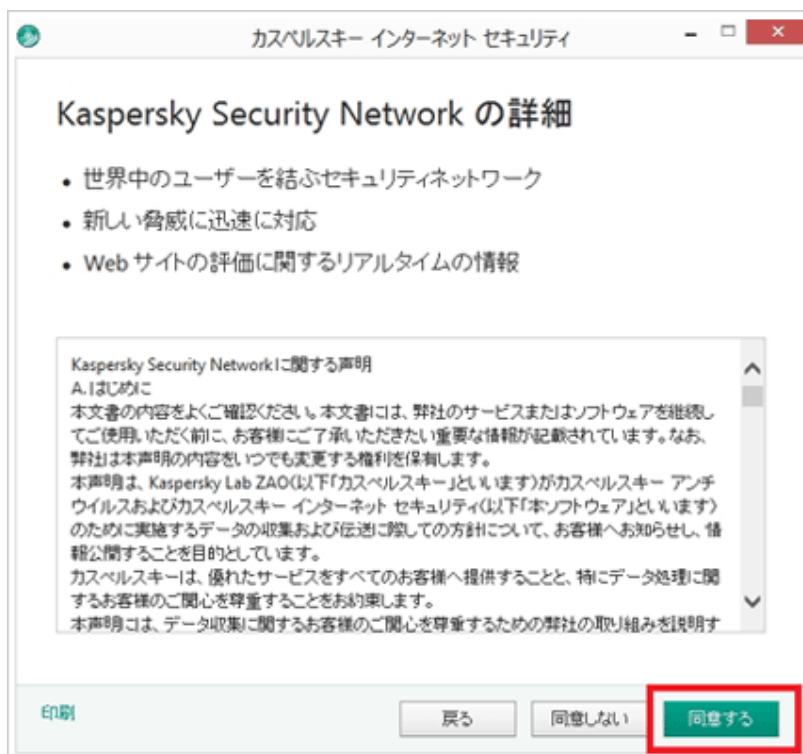 カスペルスキー インターネット セキュリティ
Kaspersky Security Network の詳細
• 世界中のユーザーを結ぶセキュリティネットワーク
• 新しい脅威に迅速に対応
• Web サイトの評価に関するリアルタイムの情報
Kaspersky Security Networkに関する声明
A. はじめに
本文書の内容をよくご確認ください。本文書には、弊社のサービスまたはソフトウェアを継続し
てご使用いただく前に、お客様にご了承いただきたい重要な情報が記載されています。なお、
弊社は本声明の内容をいつでも変更する権利を保有します。
本声明は、Kaspersky Lab ZAO(以下「カスペルスキー」といいます)がカスペルスキー アンチ
ウイルスおよびカスペルスキー インターネット セキュリティ(以下「本ソフトウェア」といいます)
のために実施するデータの収集および伝送に際しての方針について、お客様へお知らせし、情
報公開することを目的としています。
カスペルスキーは、優れたサービスをすべてのお客様へ提供することと、特にデータ処理に関
するお客様のご関心を尊重することをお約束します。
本声明には、データ収集に関するお客様のご関心を尊重するための弊社の取り組みを説明す
印刷
戻る
同意しない
同意する